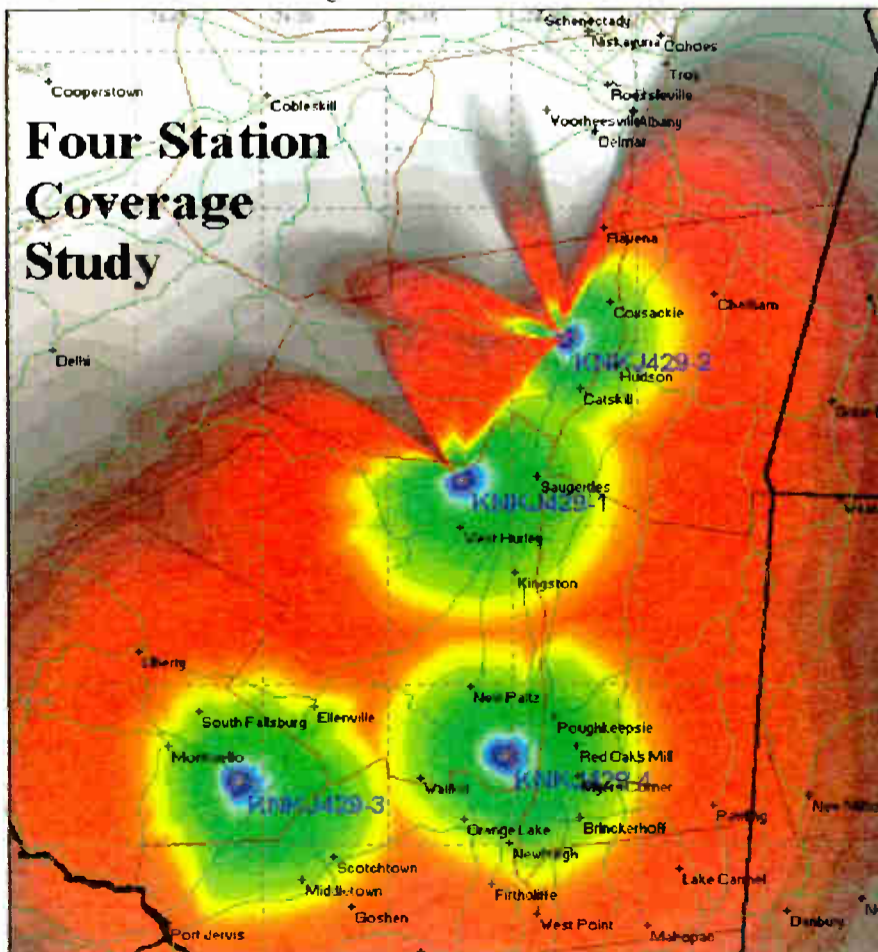 Schenectady
Niskayuna
Cohoes
Troy
Cooperstown
Cobleskill
Voorheesville
Albany
Delmar
Four Station
Coverage
Study
Ravena
Coxsackie
Chatham
Delhi
KNKJ429-2
Hudson
Catskill
Saugerties
KNKJ429-1
West Hurley
Kingston
Liberty
New Paltz
South Fallsburg
Ellenville
Poughkeepsie
Monticello
Red Oaks Mill
KNKJ429-4
Wallkill
Myers Corner
KNKJ429-3
Orange Lake
Brinckerhoff
Newburgh
Scotchtown
Middletown
Firthcliffe
Lake Carmel
Goshen
West Point
Port Jervis
Mahopac
Danbury